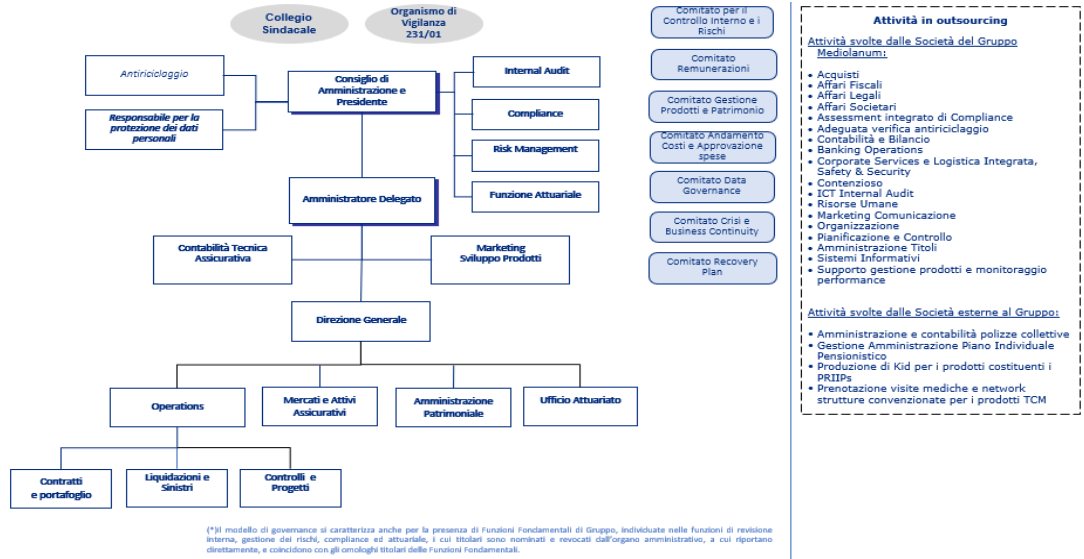 Collegio
Sindacale
Organismo di
Vigilanza
231/01
Antiriciclaggio
Responsabile per la
protezione dei dati
personali
Consiglio di
Amministrazione e
Presidente
Internal Audit
Compliance
Risk Management
Funzione Attuariale
Amministratore Delegato
Contabilità Tecnica
Assicurativa
Marketing
Sviluppo Prodotti
Direzione Generale
Operations
Mercati e Attivi
Assicurativi
Amministrazione
Patrimoniale
Ufficio Attuariato
Contratti
e portafoglio
Liquidazioni e
Sinistri
Controlli e
Progetti
Comitato per il
Controllo Interno e i
Rischi
Comitato
Remunerazioni
Comitato Gestione
Prodotti e Patrimonio
Comitato Andamento
Costi e Approvazione
spese
Comitato Data
Governance
Comitato Crisi e
Business Continuity
Comitato Recovery
Plan
Attività in outsourcing
Attività svolte dalle Società del Gruppo
Mediolanum:
• Acquisti
• Affari Fiscali
• Affari Legali
• Affari Societari
• Assessment integrato di Compliance
• Adeguata verifica antiriciclaggio
• Contabilità e Bilancio
• Banking Operations
• Corporate Services e Logistica Integrata,
Safety & Security
• Contenzioso
• ICT Internal Audit
• Risorse Umane
• Marketing Comunicazione
• Organizzazione
• Pianificazione e Controllo
• Amministrazione Titoli
• Sistemi Informativi
• Supporto gestione prodotti e monitoraggio
performance
Attività svolte dalle Società esterne al Gruppo:
• Amministrazione e contabilità polizze collettive
• Gestione Amministrazione Piano Individuale
Pensionistico
• Produzione di Kid per i prodotti costituenti i
PRIIPs
• Prenotazione visite mediche e network
strutture convenzionate per i prodotti TCM
(*)Il modello di governance si caratterizza anche per la presenza di Funzioni Fondamentali di Gruppo, individuate nelle funzioni di revisione
interna, gestione dei rischi, compliance ed attuariale, i cui titolari sono nominati e revocati dall'organo amministrativo, a cui riportano
direttamente, e coincidono con gli omologhi titolari delle Funzioni Fondamentali.